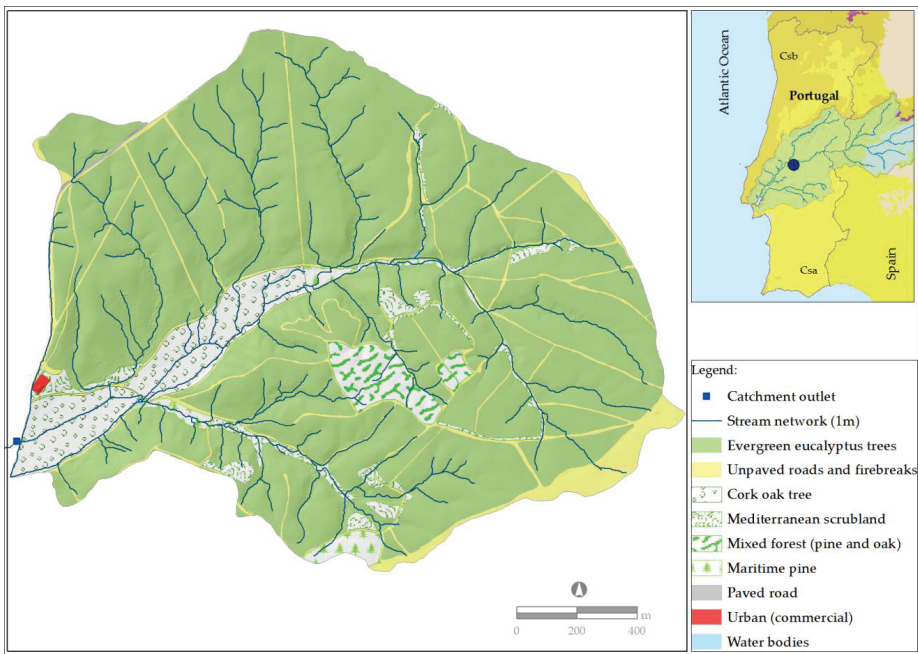 Atlantic Ocean
Csb
Portugal
Csa
Spain
Legend:
Catchment outlet
Stream network (1m)
Evergreen eucalyptus trees
Unpaved roads and firebreaks
Cork oak tree
Mediterranean scrubland
Mixed forest (pine and oak)
Maritime pine
Paved road
Urban (commercial)
Water bodies
m
0 200 400